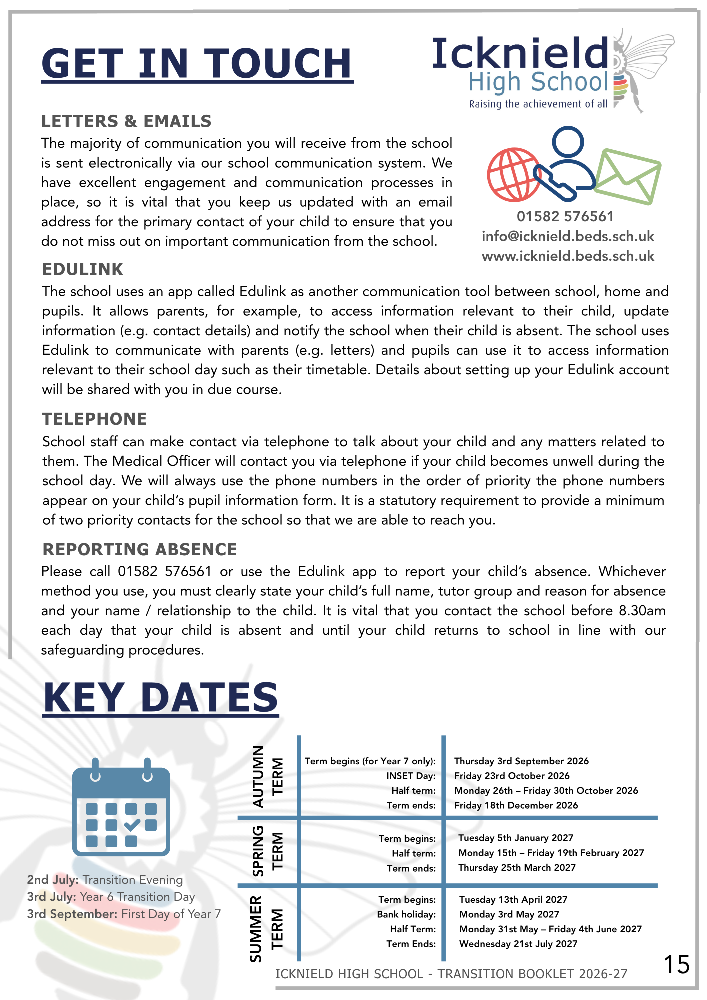 GET IN TOUCH
Icknield
High School
Raising the achievement of all
LETTERS & EMAILS
The majority of communication you will receive from the school
is sent electronically via our school communication system. We
have excellent engagement and communication processes in
place, so it is vital that you keep us updated with an email
address for the primary contact of your child to ensure that you
do not miss out on important communication from the school.
01582 576561
info@icknield.beds.sch.uk
www.icknield.beds.sch.uk
EDULINK
The school uses an app called Edulink as another communication tool between school, home and
pupils. It allows parents, for example, to access information relevant to their child, update
information (e.g. contact details) and notify the school when their child is absent. The school uses
Edulink to communicate with parents (e.g. letters) and pupils can use it to access information
relevant to their school day such as their timetable. Details about setting up your Edulink account
will be shared with you in due course.
TELEPHONE
School staff can make contact via telephone to talk about your child and any matters related to
them. The Medical Officer will contact you via telephone if your child becomes unwell during the
school day. We will always use the phone numbers in the order of priority the phone numbers
appear on your child’s pupil information form. It is a statutory requirement to provide a minimum
of two priority contacts for the school so that we are able to reach you.
REPORTING ABSENCE
Please call 01582 576561 or use the Edulink app to report your child’s absence. Whichever
method you use, you must clearly state your child’s full name, tutor group and reason for absence
and your name / relationship to the child. It is vital that you contact the school before 8.30am
each day that your child is absent and until your child returns to school in line with our
safeguarding procedures.
KEY DATES
2nd July: Transition Evening
3rd July: Year 6 Transition Day
3rd September: First Day of Year 7
AUTUMN
TERM
Term begins (for Year 7 only): Thursday 3rd September 2026
INSET Day: Friday 23rd October 2026
Half term: Monday 26th – Friday 30th October 2026
Term ends: Friday 18th December 2026
SPRING
TERM
Term begins: Tuesday 5th January 2027
Half term: Monday 15th – Friday 19th February 2027
Term ends: Thursday 25th March 2027
SUMMER
TERM
Term begins: Tuesday 13th April 2027
Bank holiday: Monday 3rd May 2027
Half Term: Monday 31st May – Friday 4th June 2027
Term Ends: Wednesday 21st July 2027
ICKNIELD HIGH SCHOOL - TRANSITION BOOKLET 2026-27
15